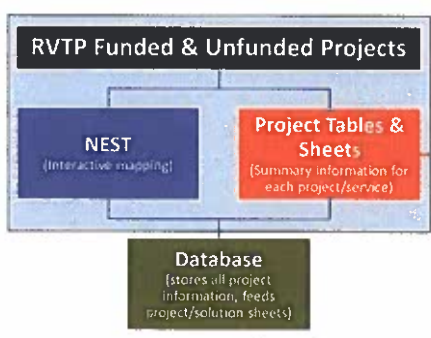 RVTP Funded & Unfunded Projects
NEST
(Interactive mapping)
Project Tables &
Sheets
(Summary information for
each project/service)
Database
(stores all project
information, feeds
project/solution sheets)